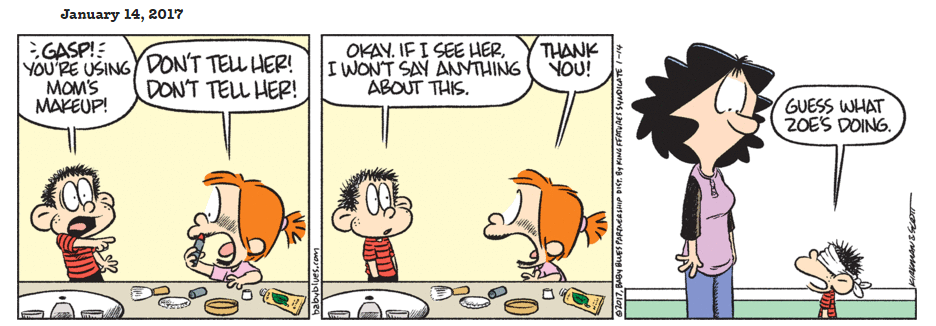 January 14, 2017
GASP!
YOU'RE USING
MOM'S
MAKEUP!
DON'T TELL HER!
DON'T TELL HER!
babyblues.com
OKAY. IF I SEE HER,
I WON'T SAY ANYTHING
ABOUT THIS.
THANK
YOU!
©2017, BABY BLUES PARTNERSHIP DIST. BY KING FEATURES SYNDICATE 1-14
GUESS WHAT
ZOE'S DOING.
KIRKMAN & SCOTT